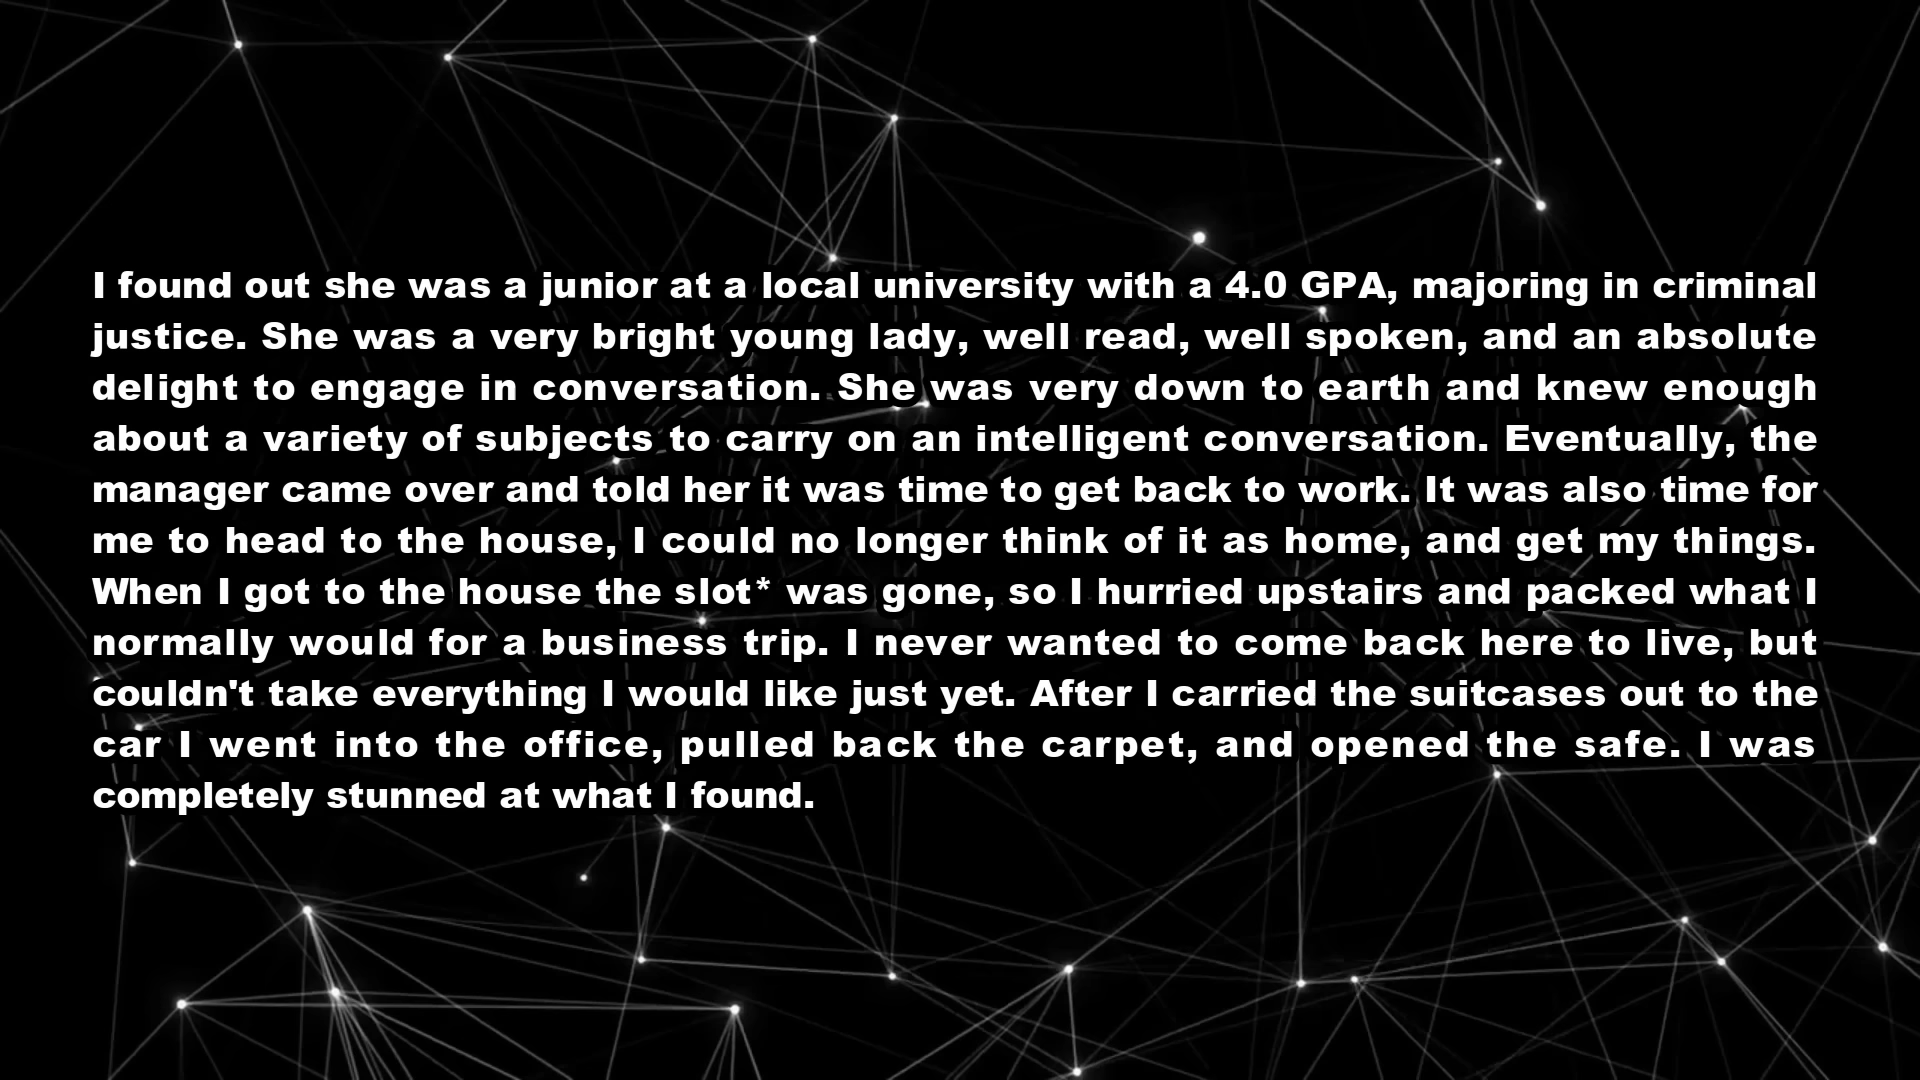 I found out she was a junior at a local university with a 4.0 GPA, majoring in criminal
justice. She was a very bright young lady, well read, well spoken, and an absolute
delight to engage in conversation. She was very down to earth and knew enough
about a variety of subjects to carry on an intelligent conversation. Eventually, the
manager came over and told her it was time to get back to work. It was also time for
me to head to the house, I could no longer think of it as home, and get my things.
When I got to the house the slot* was gone, so I hurried upstairs and packed what I
normally would for a business trip. I never wanted to come back here to live, but
couldn't take everything I would like just yet. After I carried the suitcases out to the
car I went into the office, pulled back the carpet, and opened the safe. I was
completely stunned at what I found.